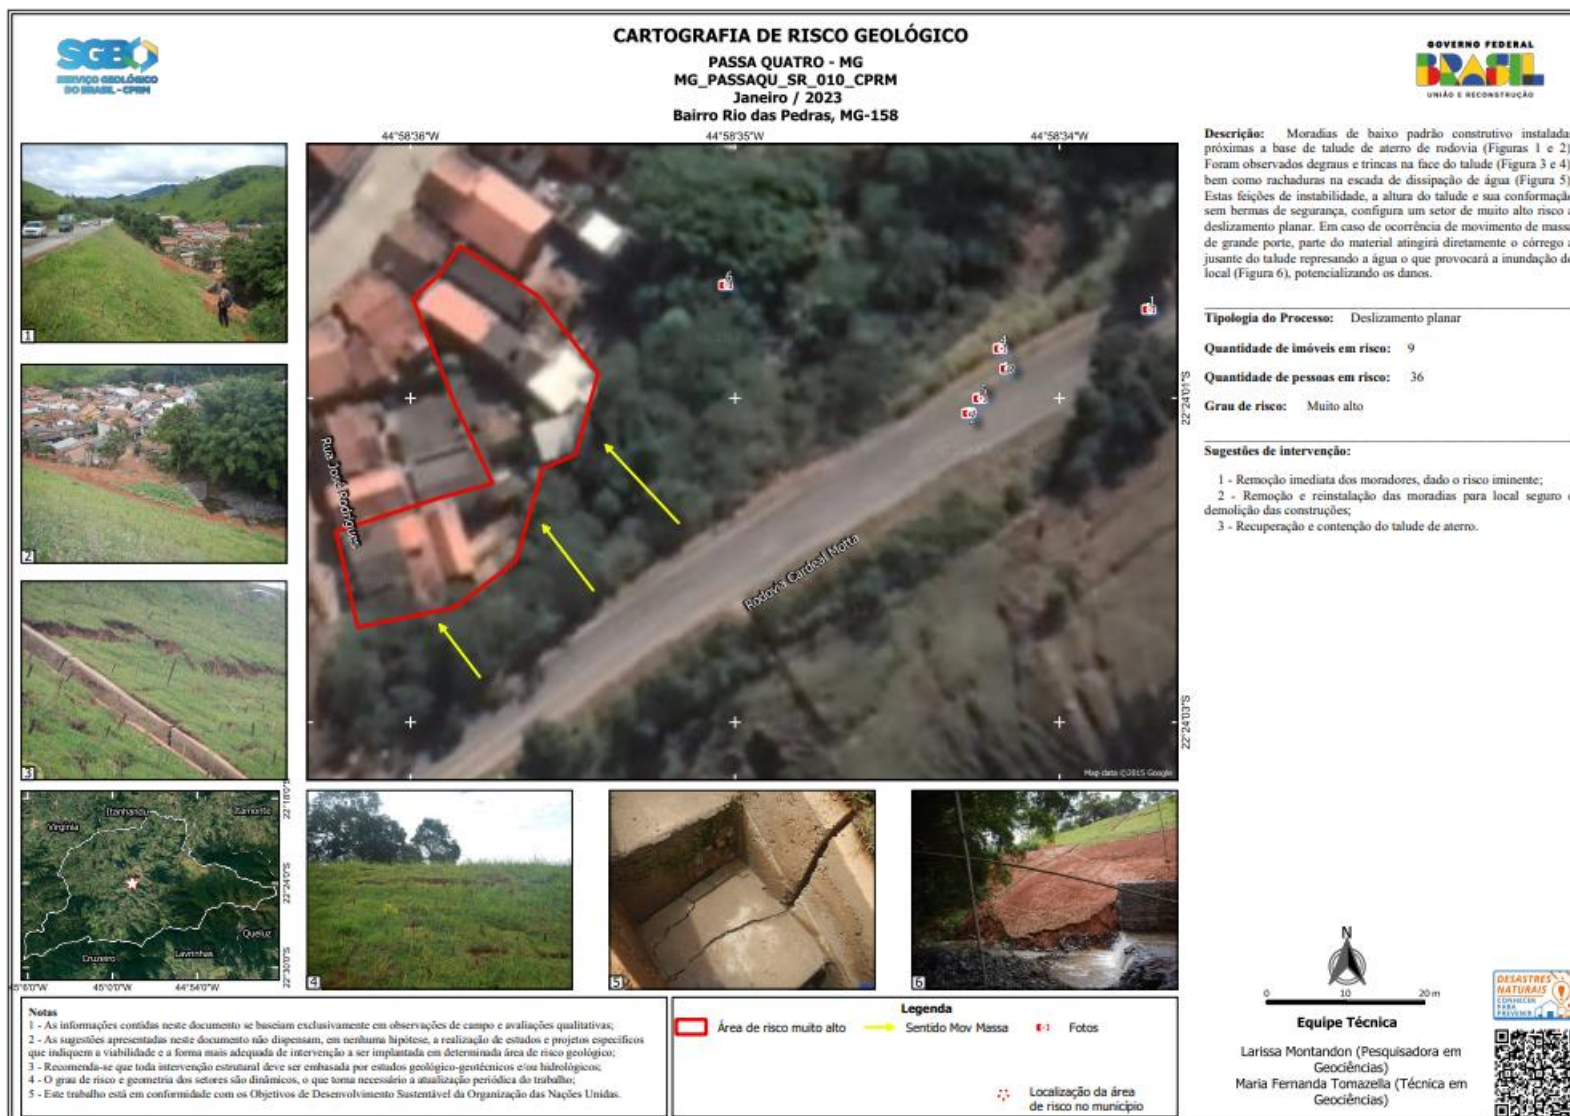 SGB
SERVIÇO GEOLÓGICO
DO BRASIL - CPRM
CARTOGRAFIA DE RISCO GEOLÓGICO
PASSA QUATRO - MG
MG_PASSAQU_SR_010_CPRM
Janeiro / 2023
Bairro Rio das Pedras, MG-158
GOVERNO FEDERAL
BRASIL
UNIÃO E RECONSTRUÇÃO
44°58'36"W
44°58'35"W
44°58'34"W
1
2
3
Rua José Rodrigues
Rodovia Cardeal Motta
6
1
4
5
Map data ©2015 Google
22°24'01"S
22°24'03"S
Descrição: Moradias de baixo padrão construtivo instalada
próximas a base de talude de aterro de rodovia (Figuras 1 e 2)
Foram observados degraus e trincas na face do talude (Figura 3 e 4)
bem como rachaduras na escada de dissipação de água (Figura 5)
Estas feições de instabilidade, a altura do talude e sua conformação
sem bermas de segurança, configura um setor de muito alto risco a
deslizamento planar. Em caso de ocorrência de movimento de massa
de grande porte, parte do material atingirá diretamente o córrego a
jusante do talude represando a água o que provocará a inundação do
local (Figura 6), potencializando os danos.
Tipologia do Processo: Deslizamento planar
Quantidade de imóveis em risco: 9
Quantidade de pessoas em risco: 36
Grau de risco: Muito alto
Sugestões de intervenção:
1 - Remoção imediata dos moradores, dado o risco iminente;
2 - Remoção e reinstalação das moradias para local seguro e
demolição das construções;
3 - Recuperação e contenção do talude de aterro.
Virgínia
Itanhandu
Itamonte
Queluz
Cruzeiro
Lavrinhas
22°18'0"S
22°24'0"S
22°30'0"S
45°0'0"W
44°54'0"W
4
5
6
Notas
1 - As informações contidas neste documento se baseiam exclusivamente em observações de campo e avaliações qualitativas;
2 - As sugestões apresentadas neste documento não dispensam, em nenhuma hipótese, a realização de estudos e projetos específicos
que indiquem a viabilidade e a forma mais adequada de intervenção a ser implantada em determinada área de risco geológico;
3 - Recomenda-se que toda intervenção estrutural deve ser embasada por estudos geológico-geotécnicos e/ou hidrológicos;
4 - O grau de risco e geometria dos setores são dinâmicos, o que torna necessário a atualização periódica do trabalho;
5 - Este trabalho está em conformidade com os Objetivos de Desenvolvimento Sustentável da Organização das Nações Unidas.
Legenda
Área de risco muito alto
Sentido Mov Massa
Fotos
Localização da área
de risco no município
N
0 10 20 m
Equipe Técnica
Larissa Montandon (Pesquisadora em
Geociências)
Maria Fernanda Tomazella (Técnica em
Geociências)
DESASTRES
NATURAIS
CONHECER
PARA
PREVENIR